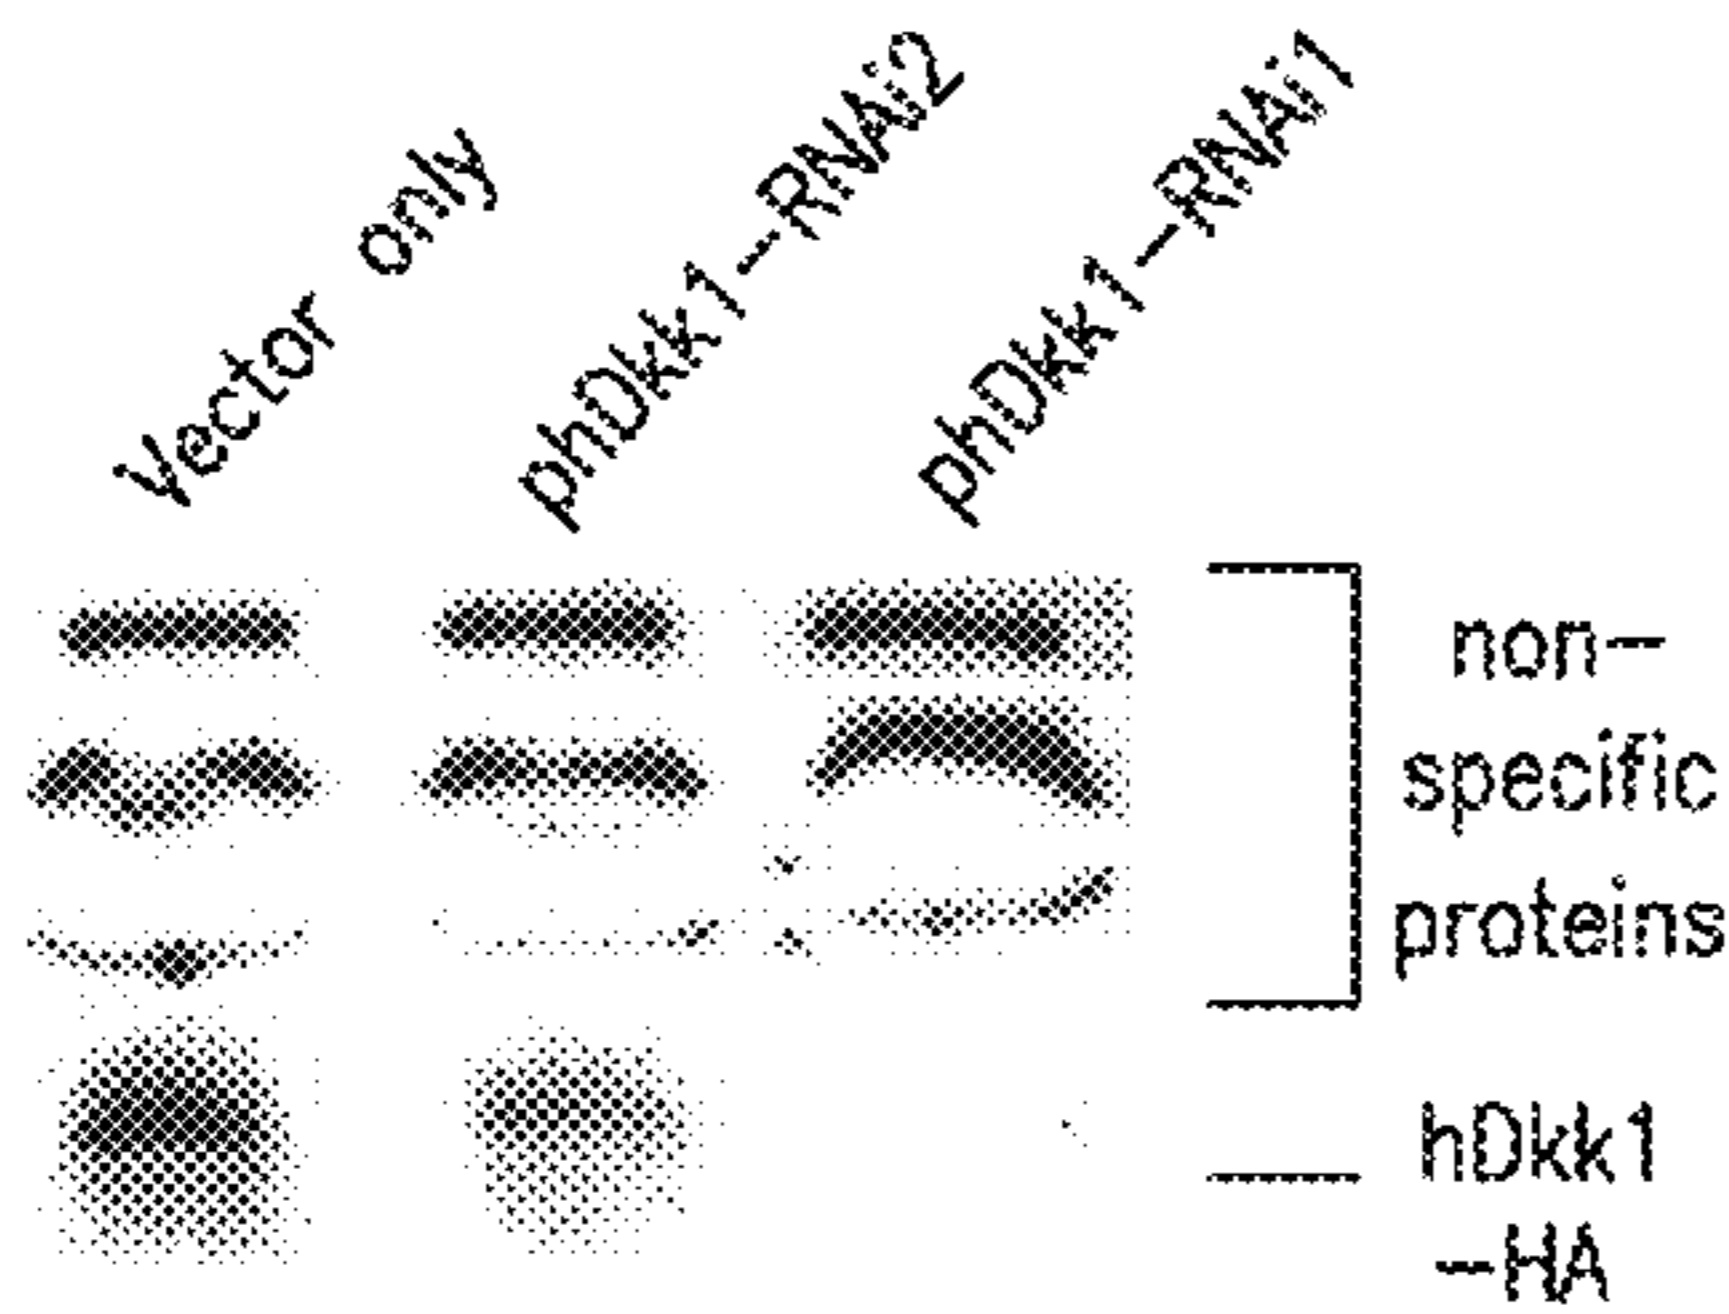 Vector only
phDkk1-RNAi2
phDkk1-RNAi1
non-
specific
proteins
hDkk1
-HA